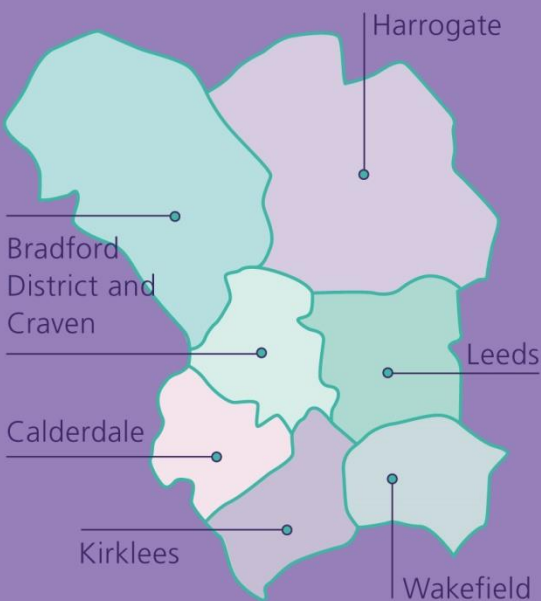 Harrogate
Bradford
District and
Craven
Leeds
Calderdale
Kirklees
Wakefield